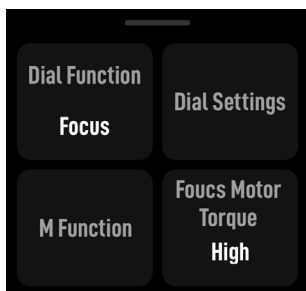 Dial Function
Focus
Dial Settings
M Function
Foucs Motor
Torque
High